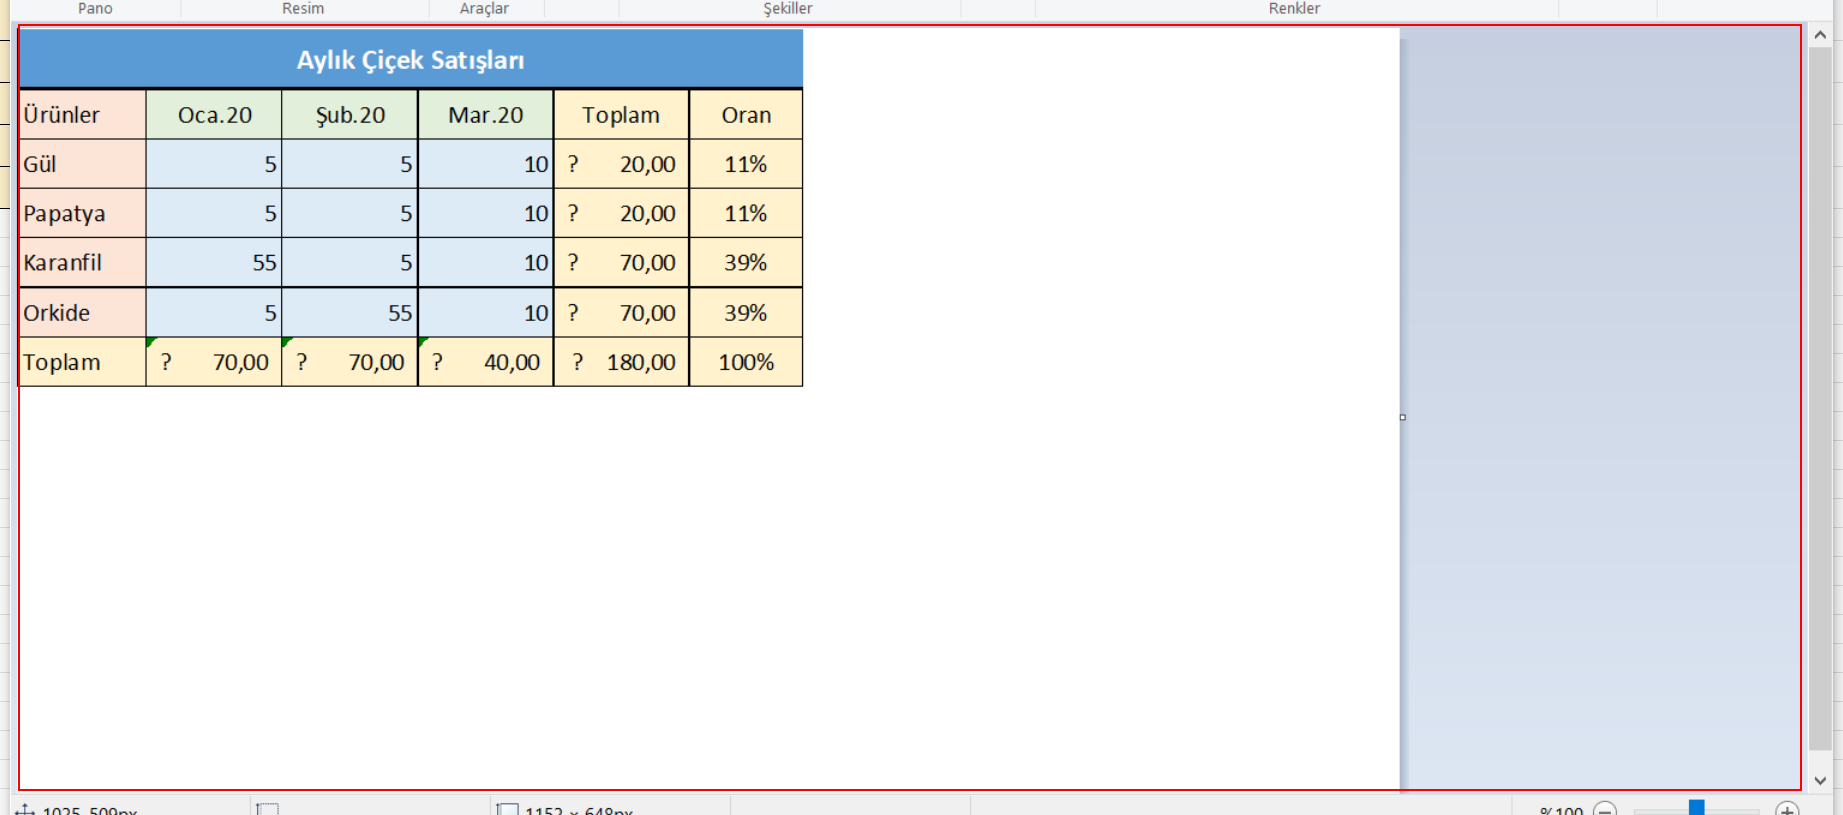 Pano Resim Araçlar Şekiller Renkler
Aylık Çiçek Satışları
Ürünler Oca.20 Şub.20 Mar.20 Toplam Oran
Gül 5 5 10 ? 20,00 11%
Papatya 5 5 10 ? 20,00 11%
Karanfil 55 5 10 ? 70,00 39%
Orkide 5 55 10 ? 70,00 39%
Toplam ? 70,00 ? 70,00 ? 40,00 ? 180,00 100%
1025, 509px 1152 × 648px %100